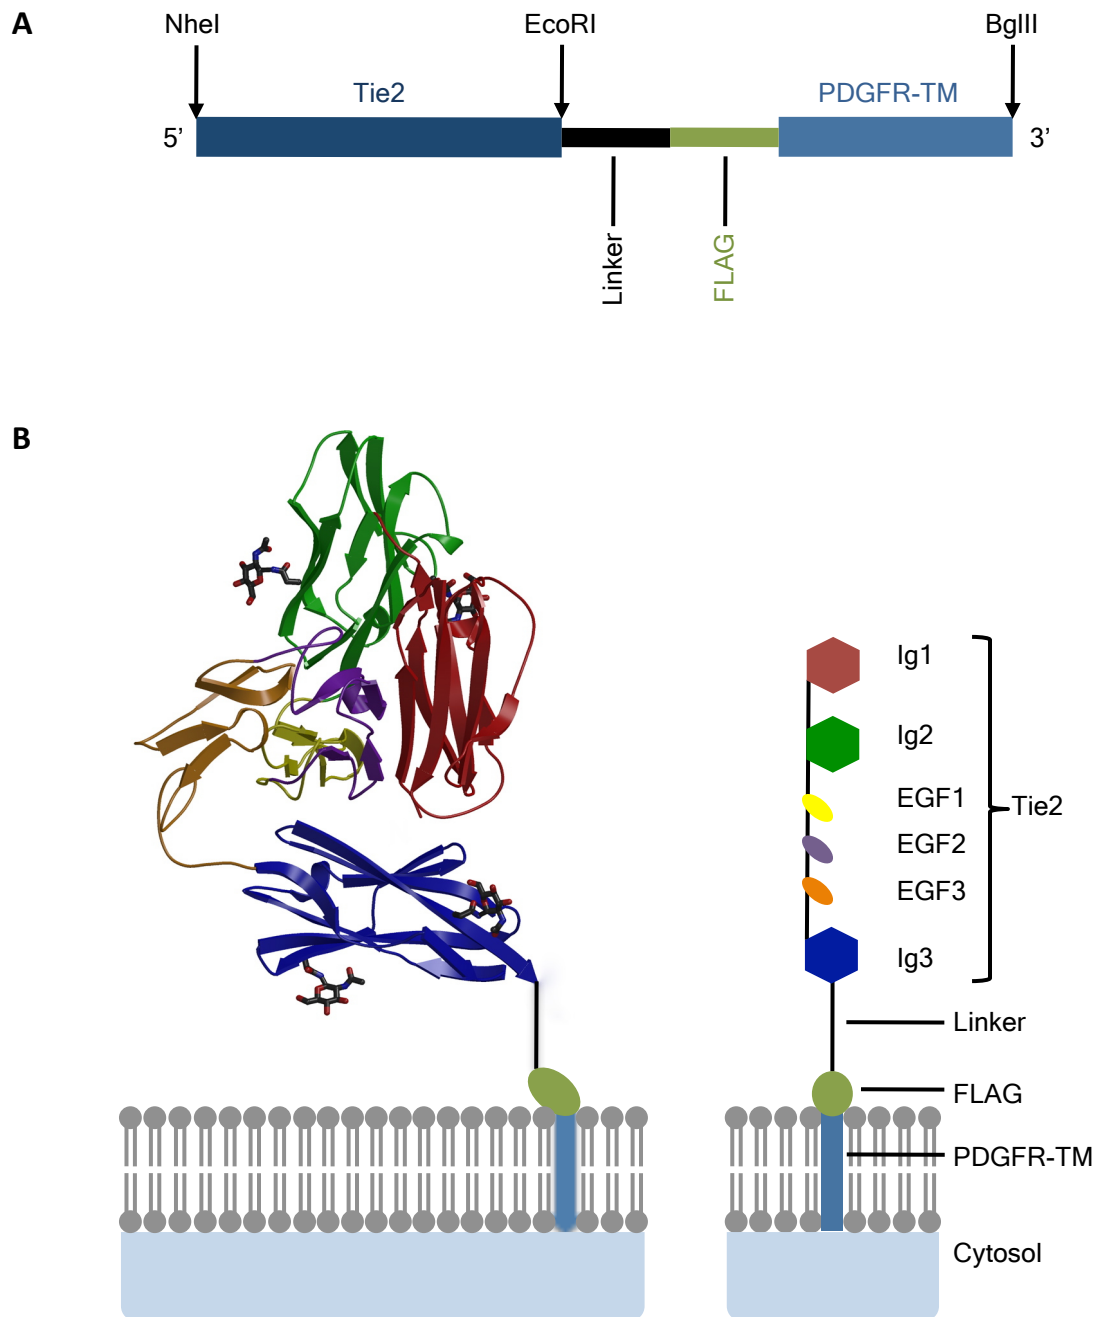 A
NheI EcoRI BglII
Tie2 PDGFR-TM
5’ 3’
Linker
FLAG
B
Ig1
Ig2
EGF1
Tie2
EGF2
EGF3
Ig3
Linker
FLAG
PDGFR-TM
Cytosol